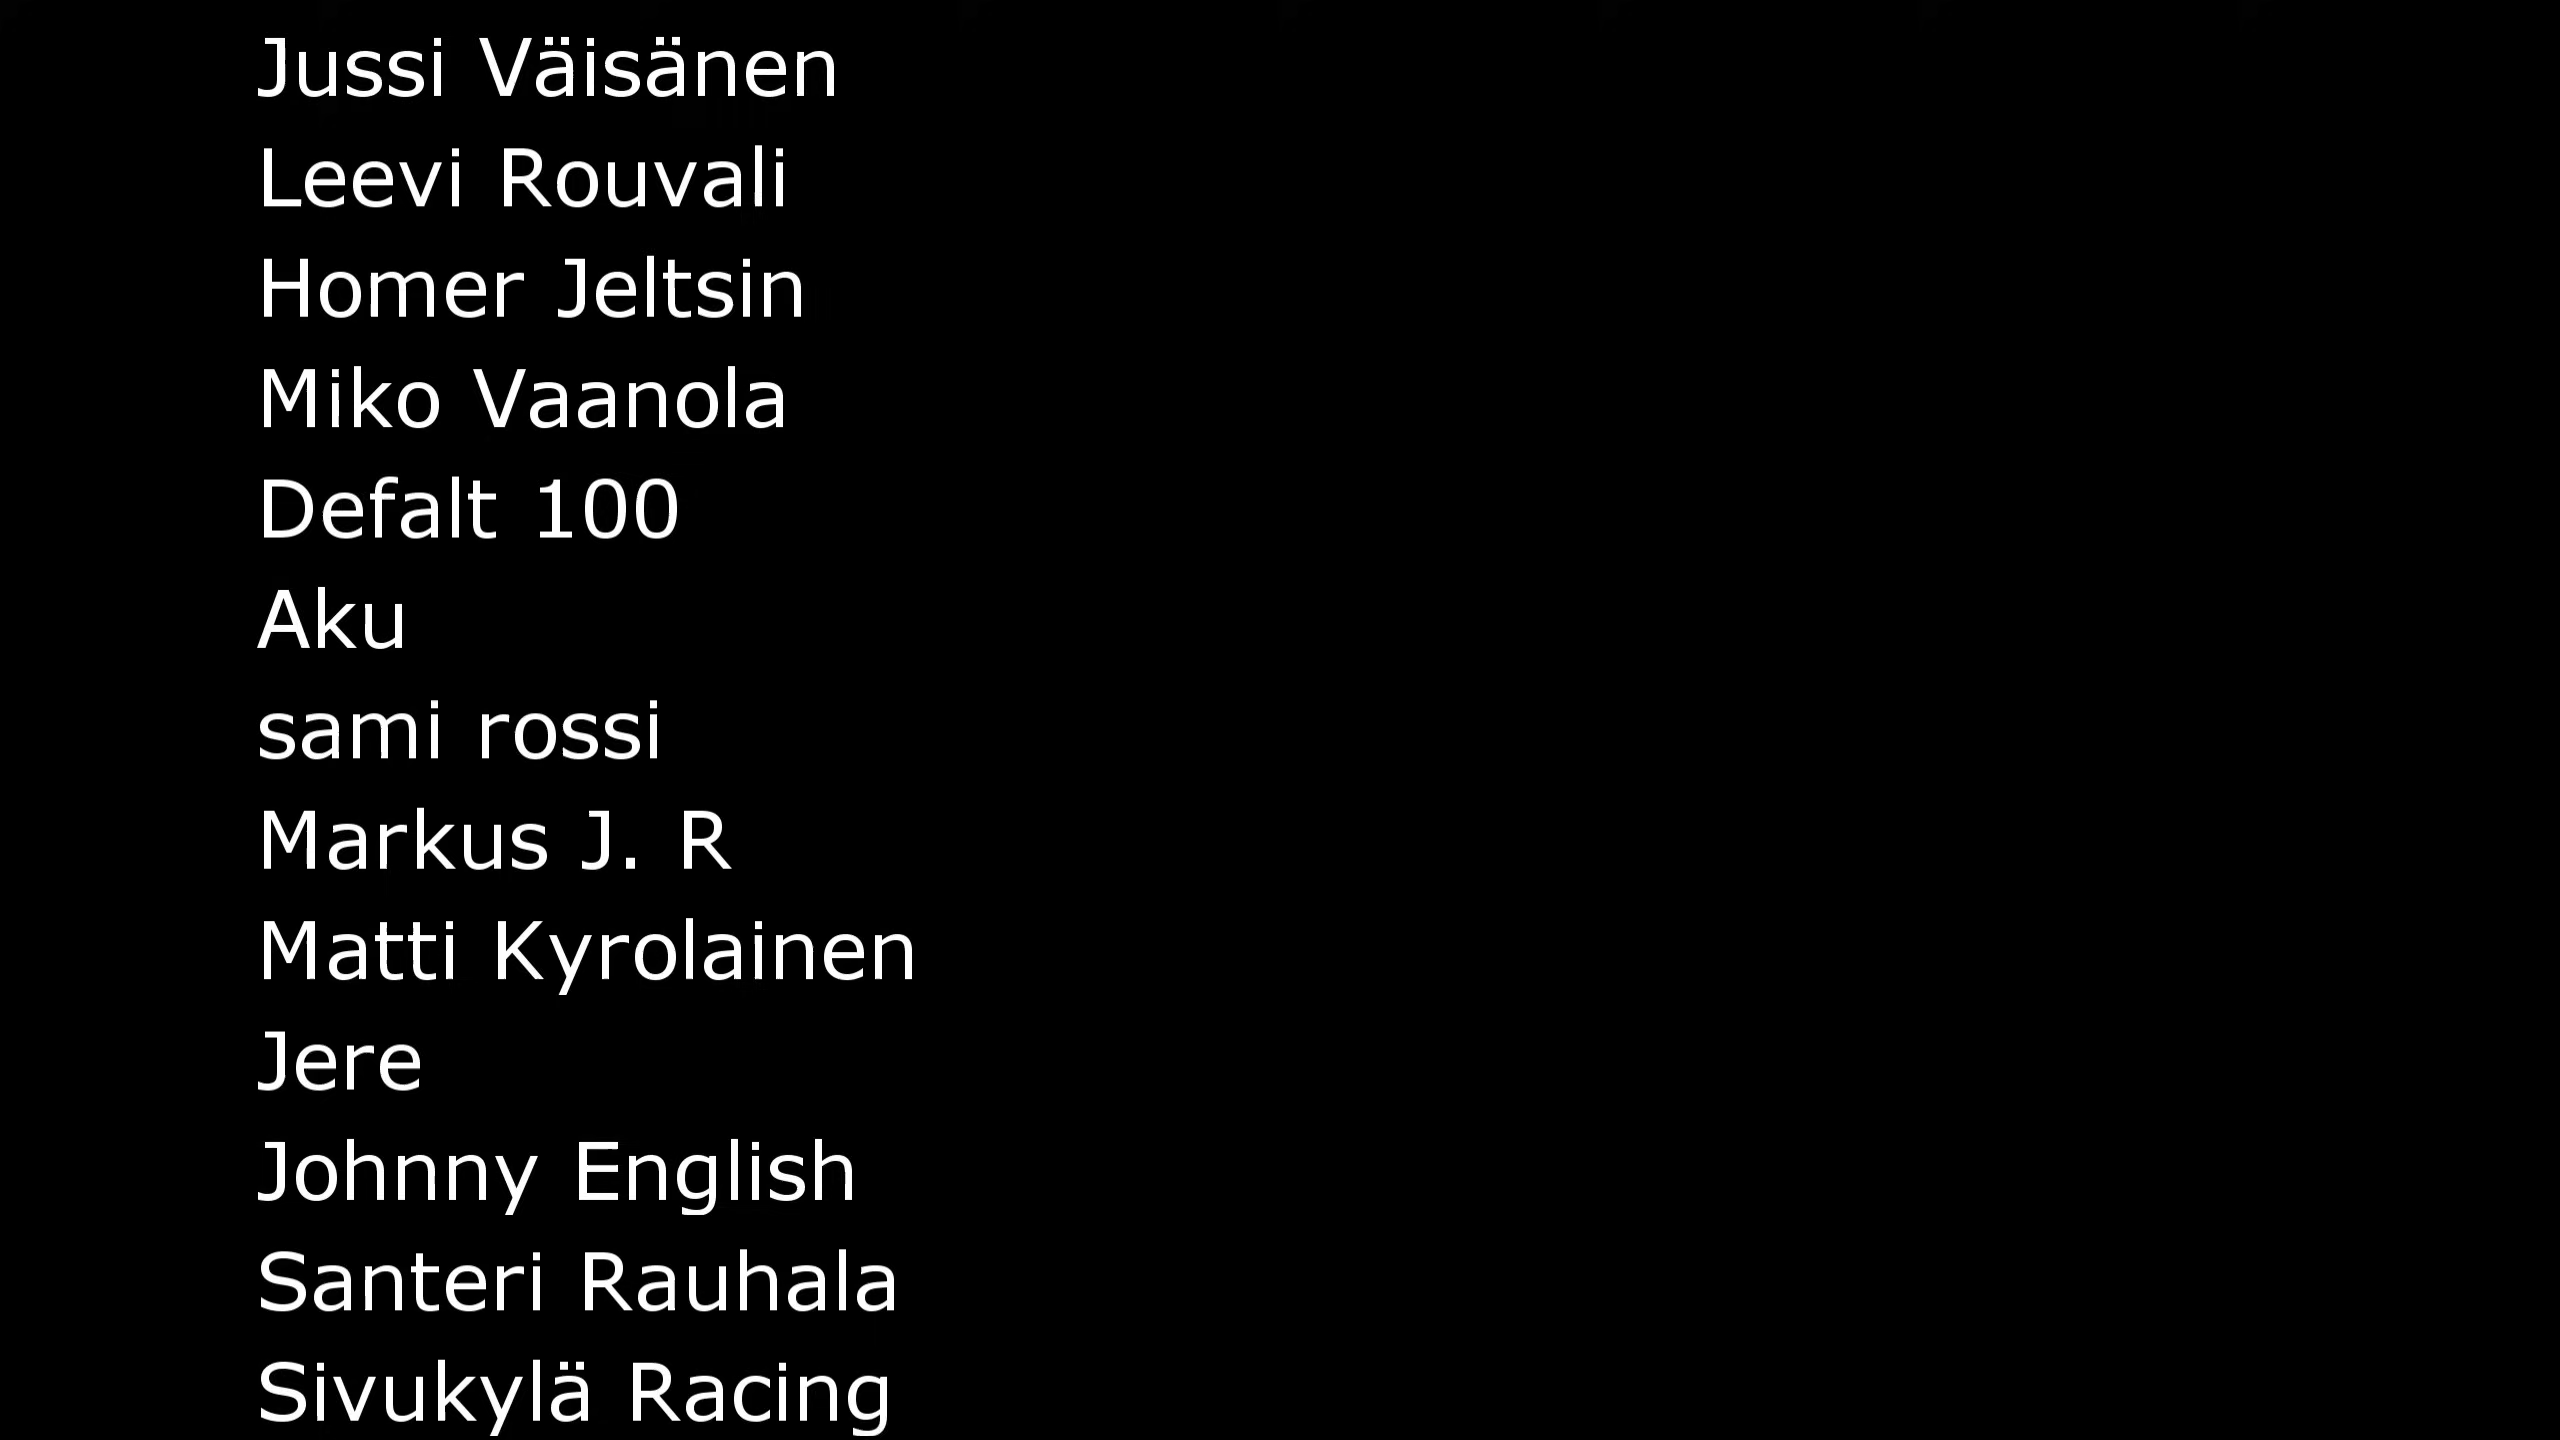 Jussi Väisänen
Leevi Rouvali
Homer Jeltsin
Miko Vaanola
Defalt 100
Aku
sami rossi
Markus J. R
Matti Kyrolainen
Jere
Johnny English
Santeri Rauhala
Sivukylä Racing